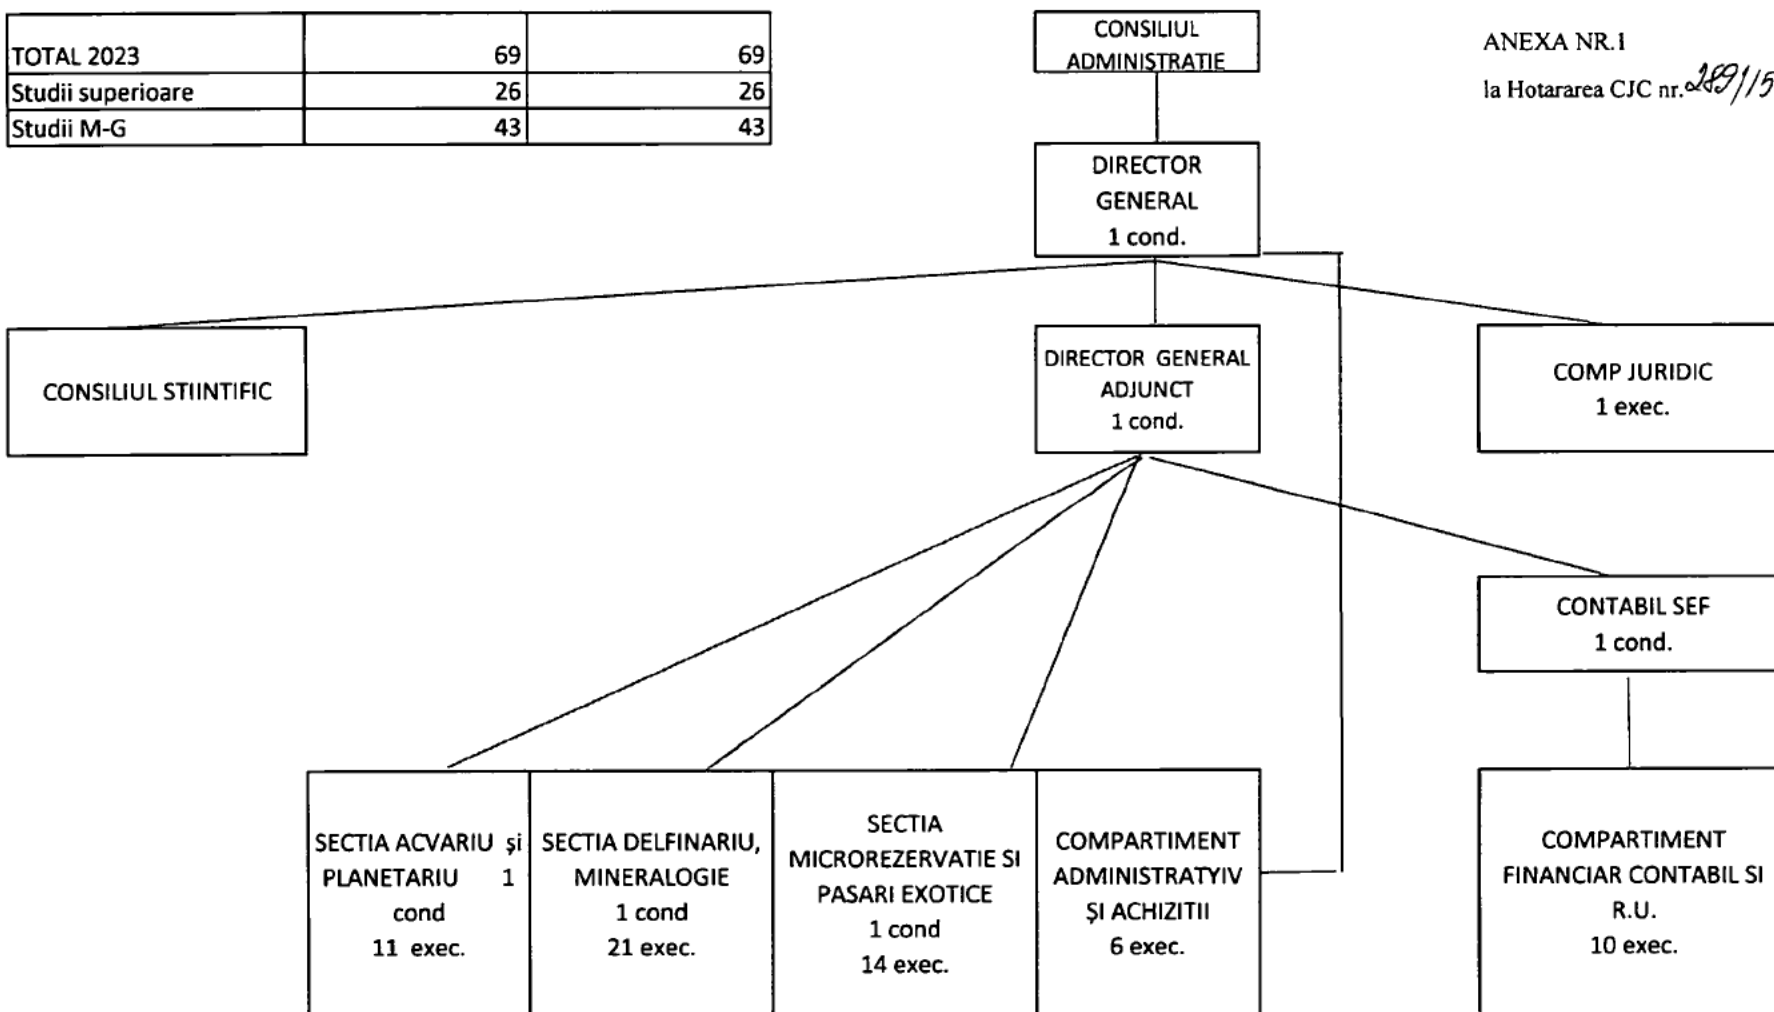 TOTAL 2023 69 69
Studii superioare 26 26
Studii M-G 43 43
CONSILIUL
ADMINISTRATIE
ANEXA NR.1
la Hotararea CJC nr. 289/15
DIRECTOR
GENERAL
1 cond.
CONSILIUL STIINTIFIC
DIRECTOR GENERAL
ADJUNCT
1 cond.
COMP JURIDIC
1 exec.
CONTABIL SEF
1 cond.
SECTIA ACVARIU și
PLANETARIU 1
cond
11 exec.
SECTIA DELFINARIU,
MINERALOGIE
1 cond
21 exec.
SECTIA
MICROREZERVATIE SI
PASARI EXOTICE
1 cond
14 exec.
COMPARTIMENT
ADMINISTRATYIV
ŞI ACHIZITII
6 exec.
COMPARTIMENT
FINANCIAR CONTABIL SI
R.U.
10 exec.